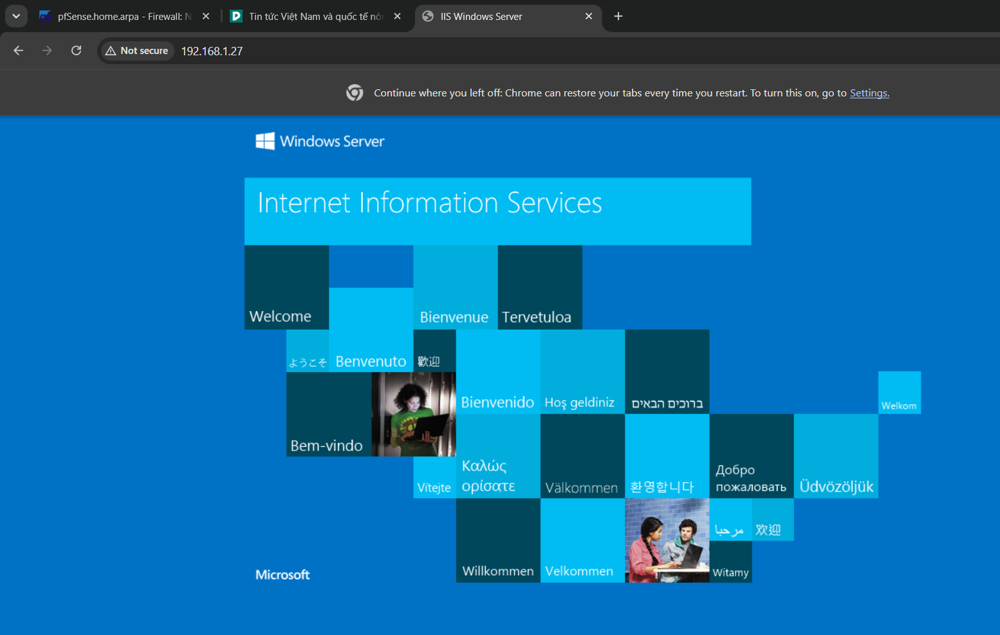 pfSense.home.arpa - Firewall: N
Tin tức Việt Nam và quốc tế nón
IIS Windows Server
Not secure
192.168.1.27
Continue where you left off: Chrome can restore your tabs every time you restart. To turn this on, go to Settings.
Windows Server
Internet Information Services
Welcome
Bienvenue
Tervetuloa
ようこそ
Benvenuto
歡迎
Bienvenido
Hoş geldiniz
ברוכים הבאים
Welkom
Bem-vindo
Vítejte
Καλώς
ορίσατε
Välkommen
환영합니다
Добро
пожаловать
Üdvözöljük
Willkommen
Velkommen
مرحبا
欢迎
Witamy
Microsoft